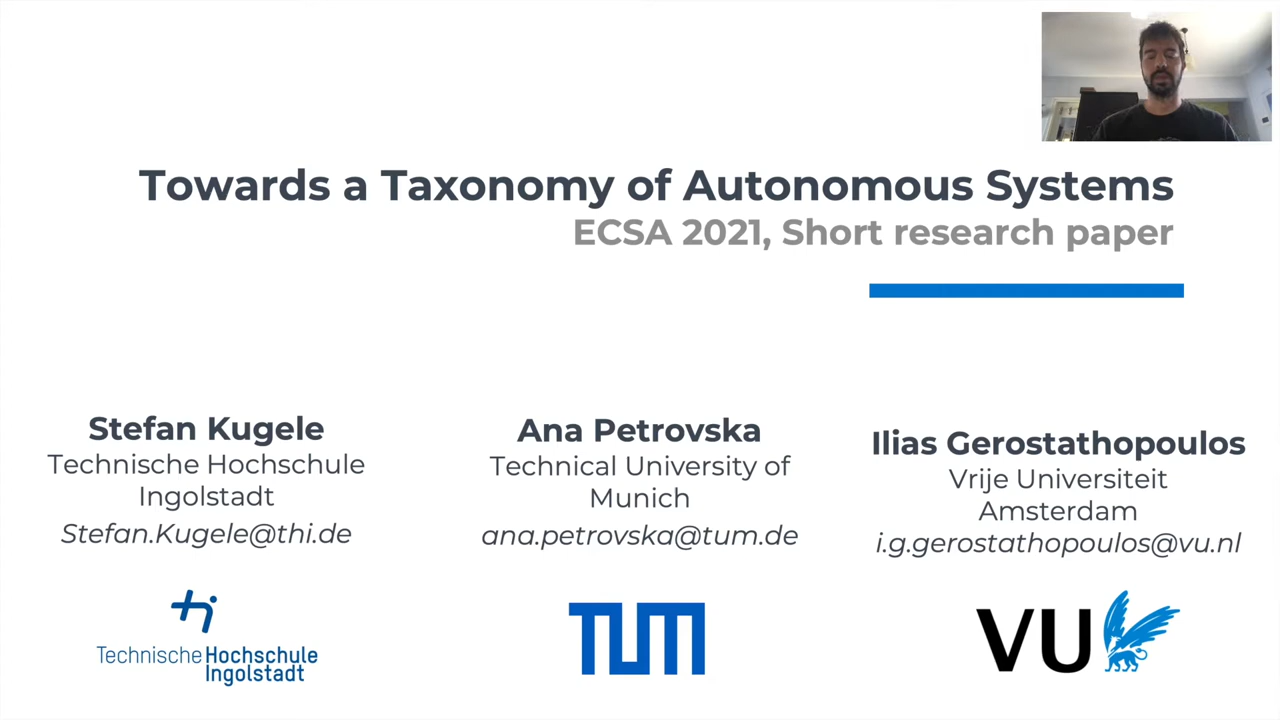 Towards a Taxonomy of Autonomous Systems
ECSA 2021, Short research paper
Stefan Kugele
Technische Hochschule
Ingolstadt
Stefan.Kugele@thi.de
Ana Petrovska
Technical University of
Munich
ana.petrovska@tum.de
Ilias Gerostathopoulos
Vrije Universiteit
Amsterdam
i.g.gerostathopoulos@vu.nl
thi
Technische Hochschule
Ingolstadt
TUM
VU